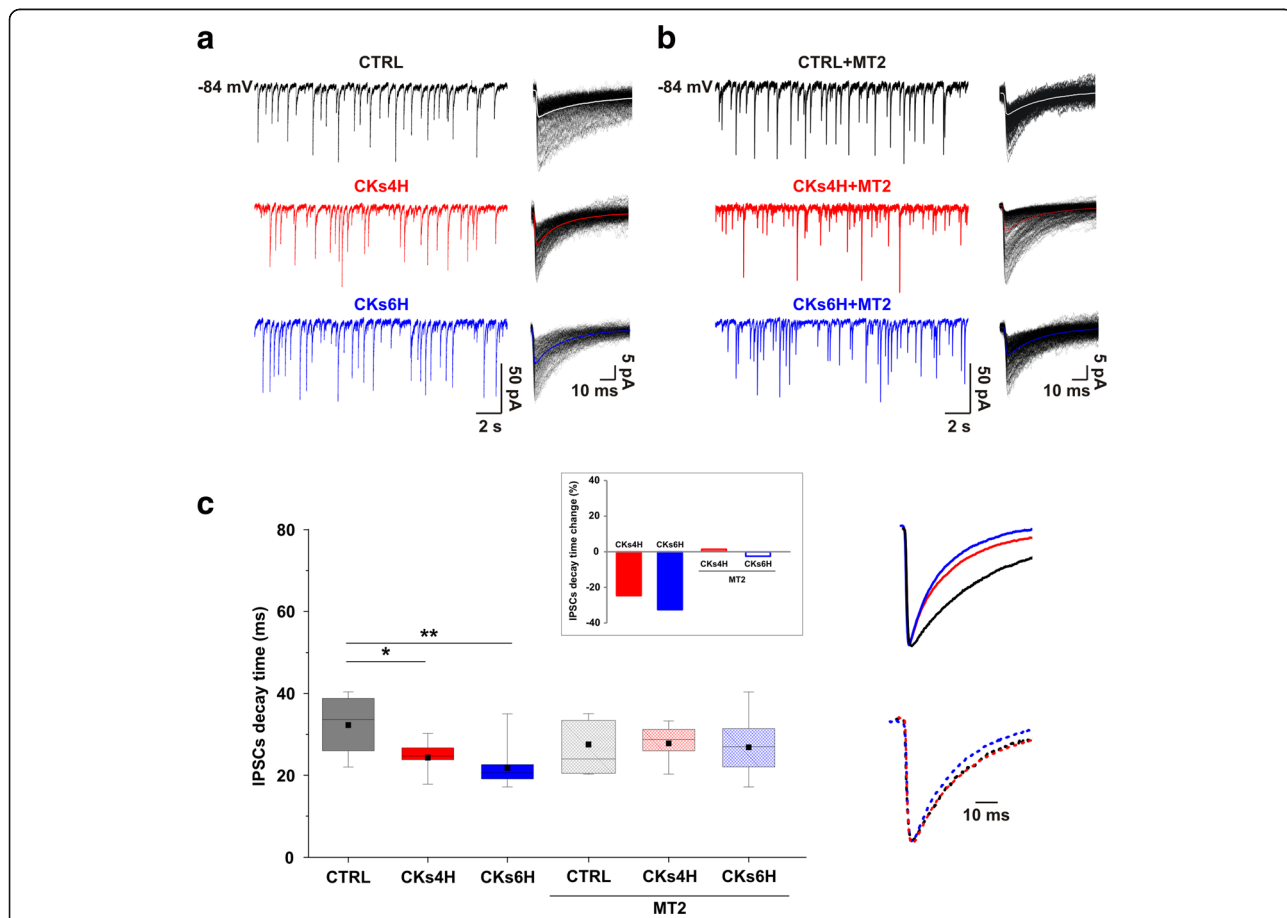 a
CTRL
-84 mV
CKs4H
CKs6H
5 pA
10 ms
50 pA
2 s
b
CTRL+MT2
-84 mV
CKs4H+MT2
CKs6H+MT2
5 pA
10 ms
50 pA
2 s
c
IPSCs decay time (ms)
80
60
40
20
0
**
*
CTRL
CKs4H
CKs6H
CTRL
CKs4H
CKs6H
MT2
IPSCs decay time change (%)
40
20
0
-20
-40
CKs4H
CKs6H
CKs4H
CKs6H
MT2
10 ms